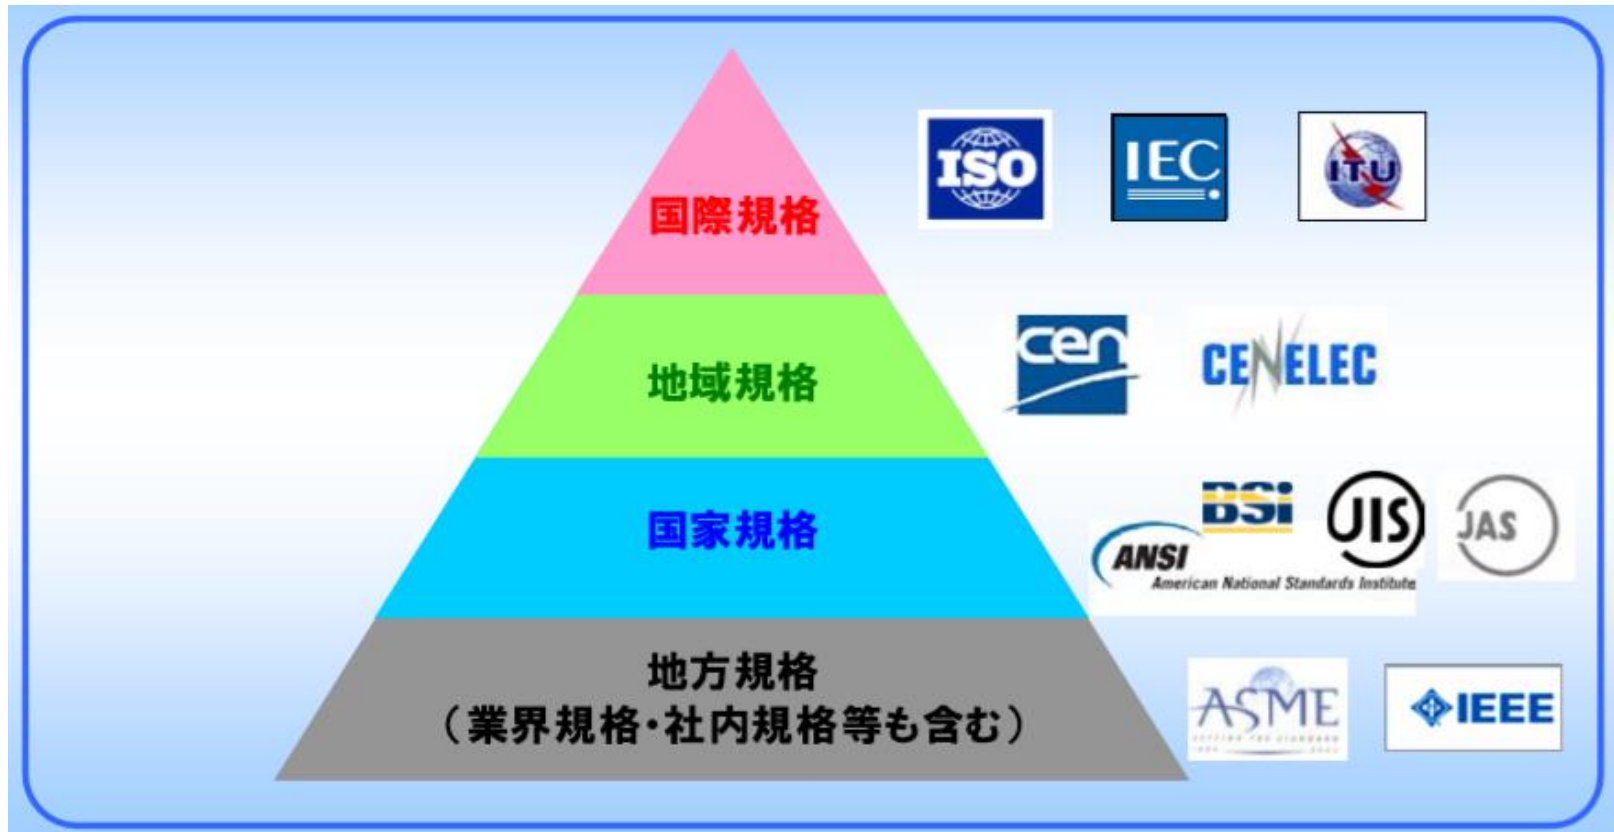 国際規格
ISO
IEC
ITU
地域規格
cen
CENELEC
国家規格
BSi
JIS
JAS
ANSI
American National Standards Institute
地方規格
（業界規格・社内規格等も含む）
ASME
IEEE